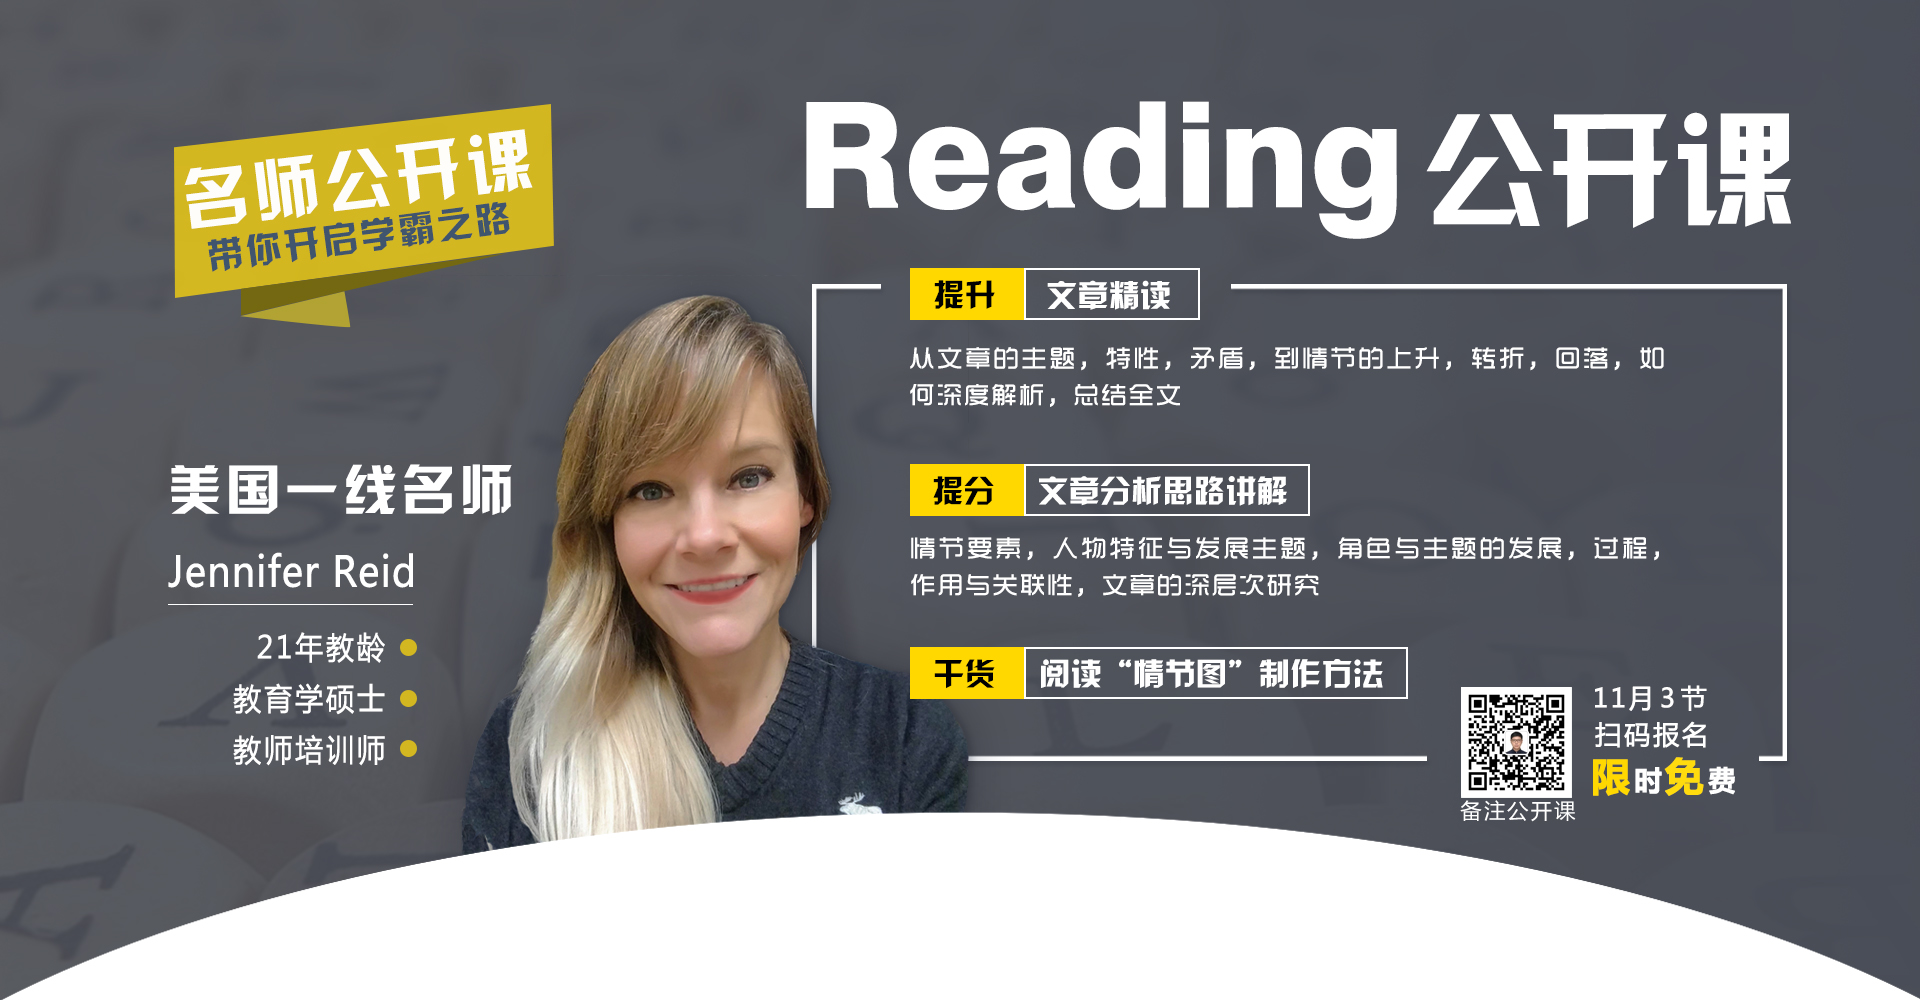 名师公开课
带你开启学霸之路
Reading 公开课
美国一线名师
Jennifer Reid
21年教龄
教育学硕士
教师培训师
提升 文章精读
从文章的主题，特性，矛盾，到情节的上升，转折，回落，如
何深度解析，总结全文
提分 文章分析思路讲解
情节要素，人物特征与发展主题，角色与主题的发展，过程，
作用与关联性，文章的深层次研究
干货 阅读“情节图”制作方法
11月3节
扫码报名
限时免费
备注公开课